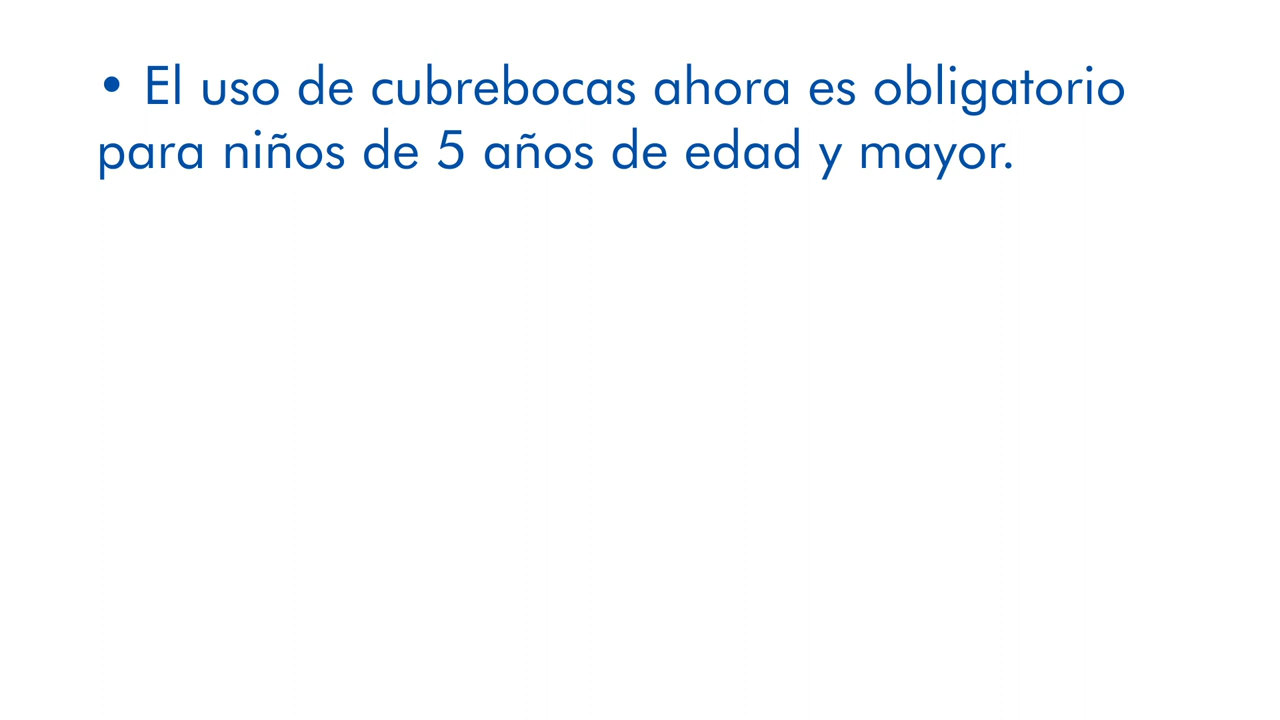 • El uso de cubrebocas ahora es obligatorio
para niños de 5 años de edad y mayor.